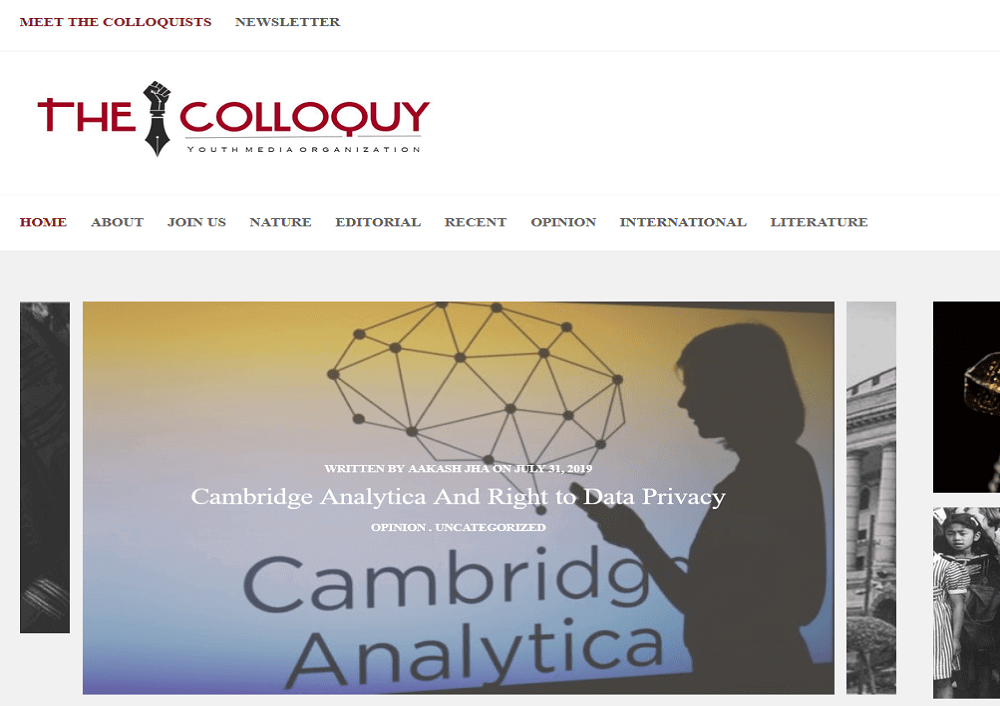 MEET THE COLLOQUISTS NEWSLETTER
THE COLLOQUY
YOUTH MEDIA ORGANIZATION
HOME ABOUT JOIN US NATURE EDITORIAL RECENT OPINION INTERNATIONAL LITERATURE
WRITTEN BY AAKASH JHA ON JULY 31, 2019
Cambridge Analytica And Right to Data Privacy
OPINION . UNCATEGORIZED
Cambridge
Analytica